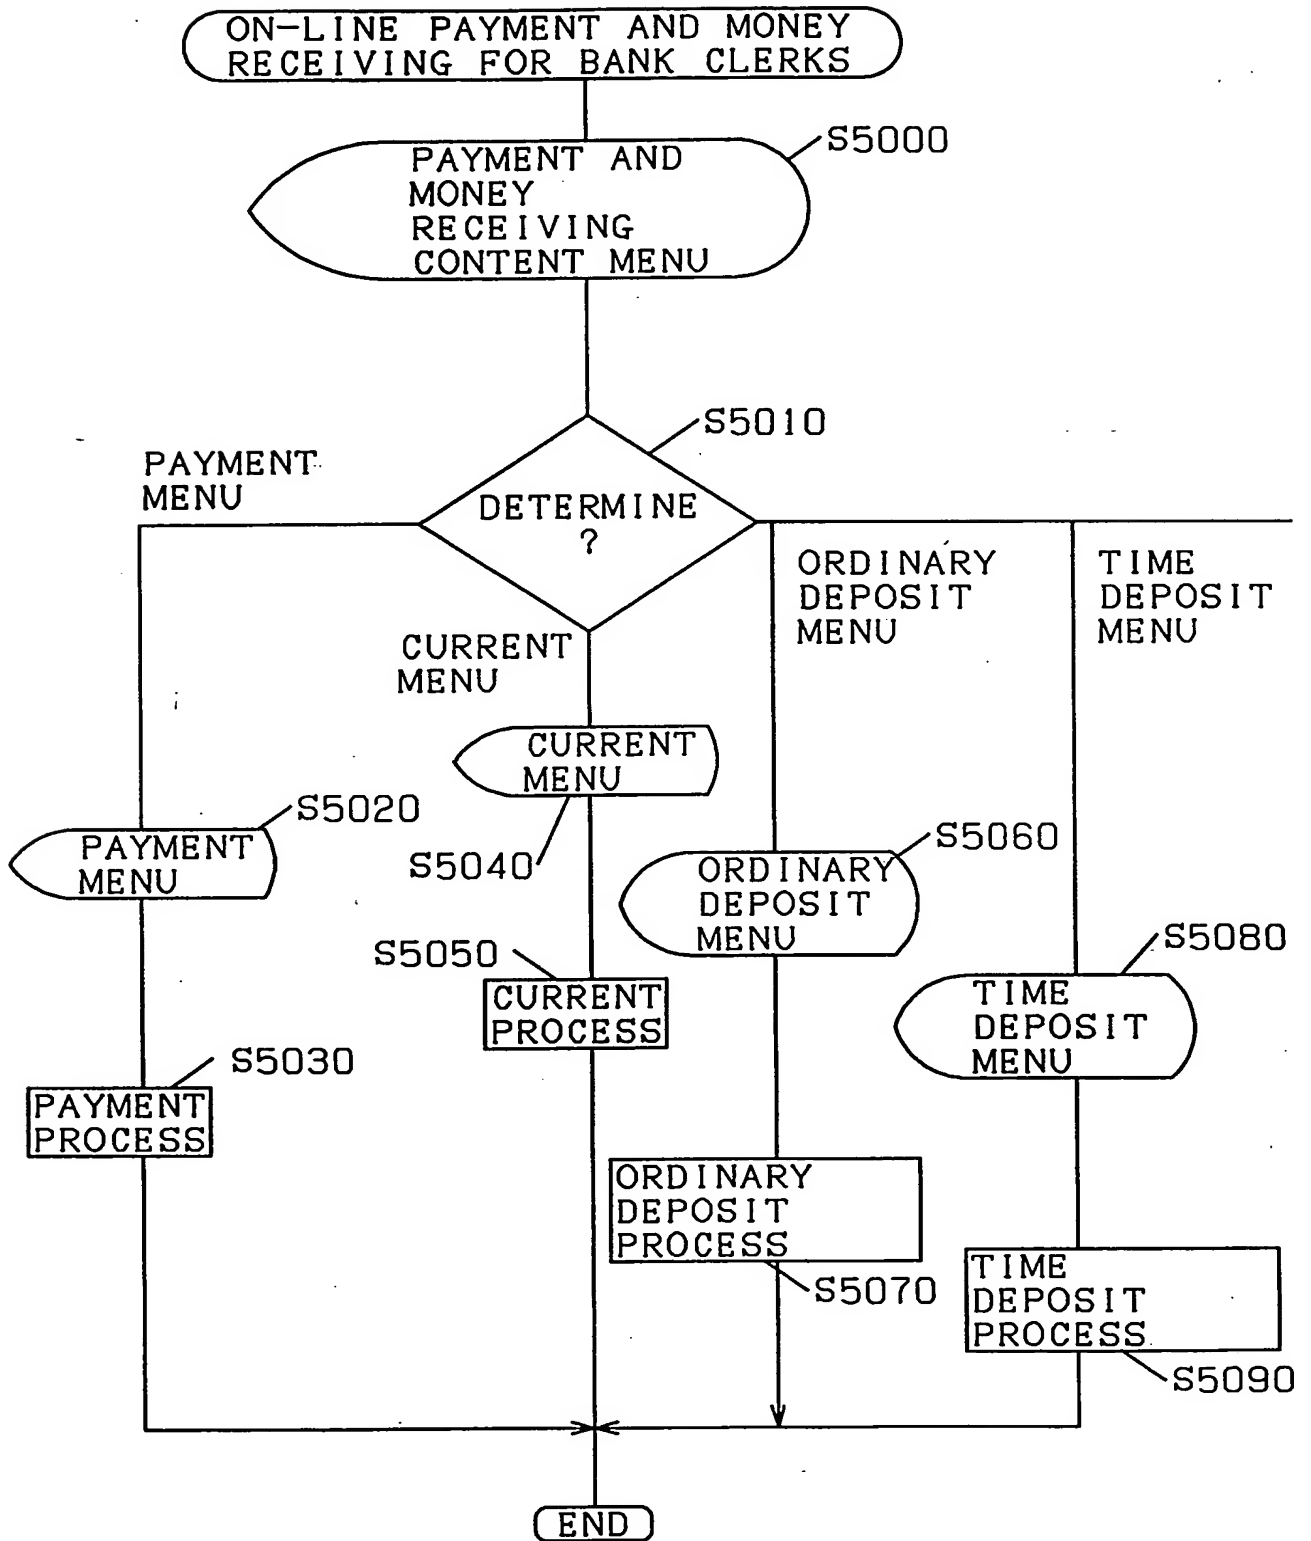 ON-LINE PAYMENT AND MONEY
RECEIVING FOR BANK CLERKS
S5000
PAYMENT AND
MONEY
RECEIVING
CONTENT MENU
S5010
PAYMENT
MENU
DETERMINE
?
ORDINARY
DEPOSIT
MENU
TIME
DEPOSIT
MENU
CURRENT
MENU
CURRENT
MENU
S5040
S5020
PAYMENT
MENU
S5060
ORDINARY
DEPOSIT
MENU
S5080
TIME
DEPOSIT
MENU
S5050
CURRENT
PROCESS
S5030
PAYMENT
PROCESS
ORDINARY
DEPOSIT
PROCESS
S5070
TIME
DEPOSIT
PROCESS
S5090
END